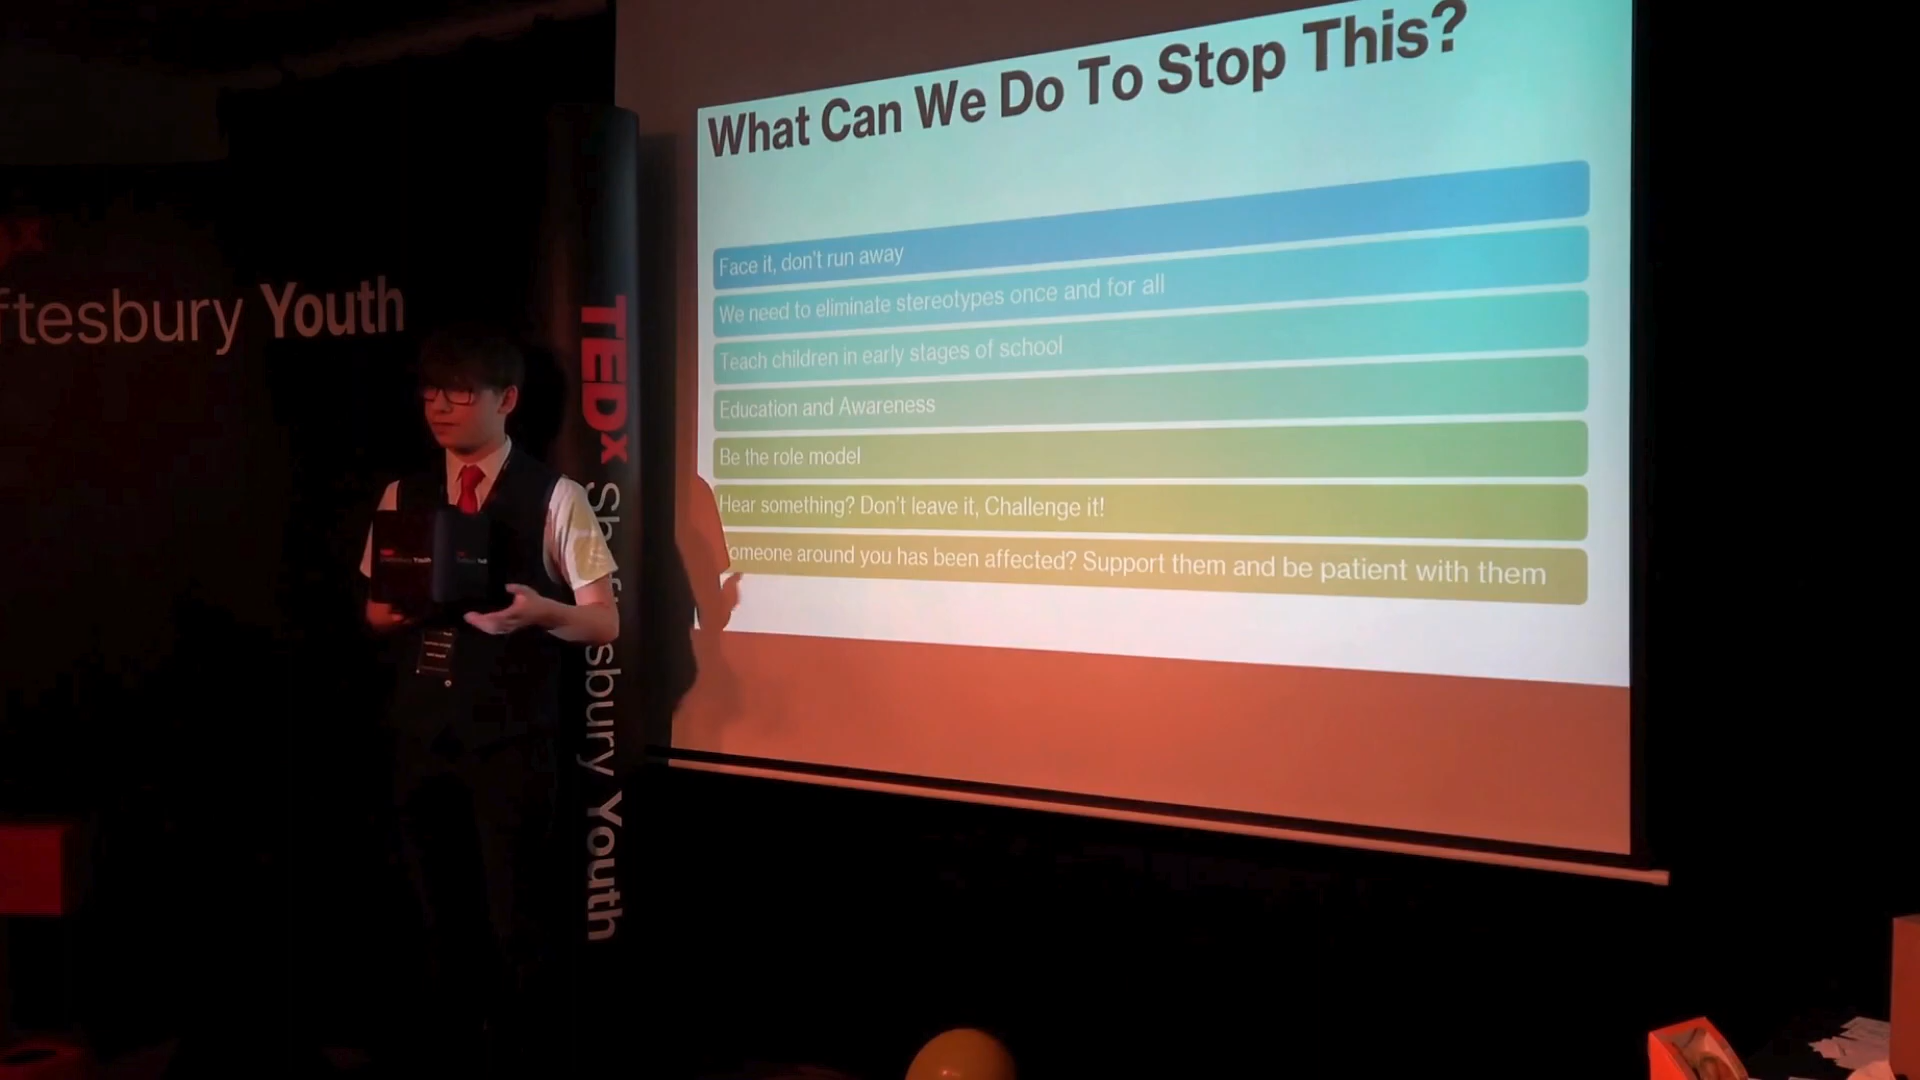 What Can We Do To Stop This?
Face it, don't run away
We need to eliminate stereotypes once and for all
Teach children in early stages of school
Education and Awareness
Be the role model
Hear something? Don't leave it, Challenge it!
omeone around you has been affected? Support them and be patient with them
ftesbury Youth
TEDx Sh ft sbury Youth